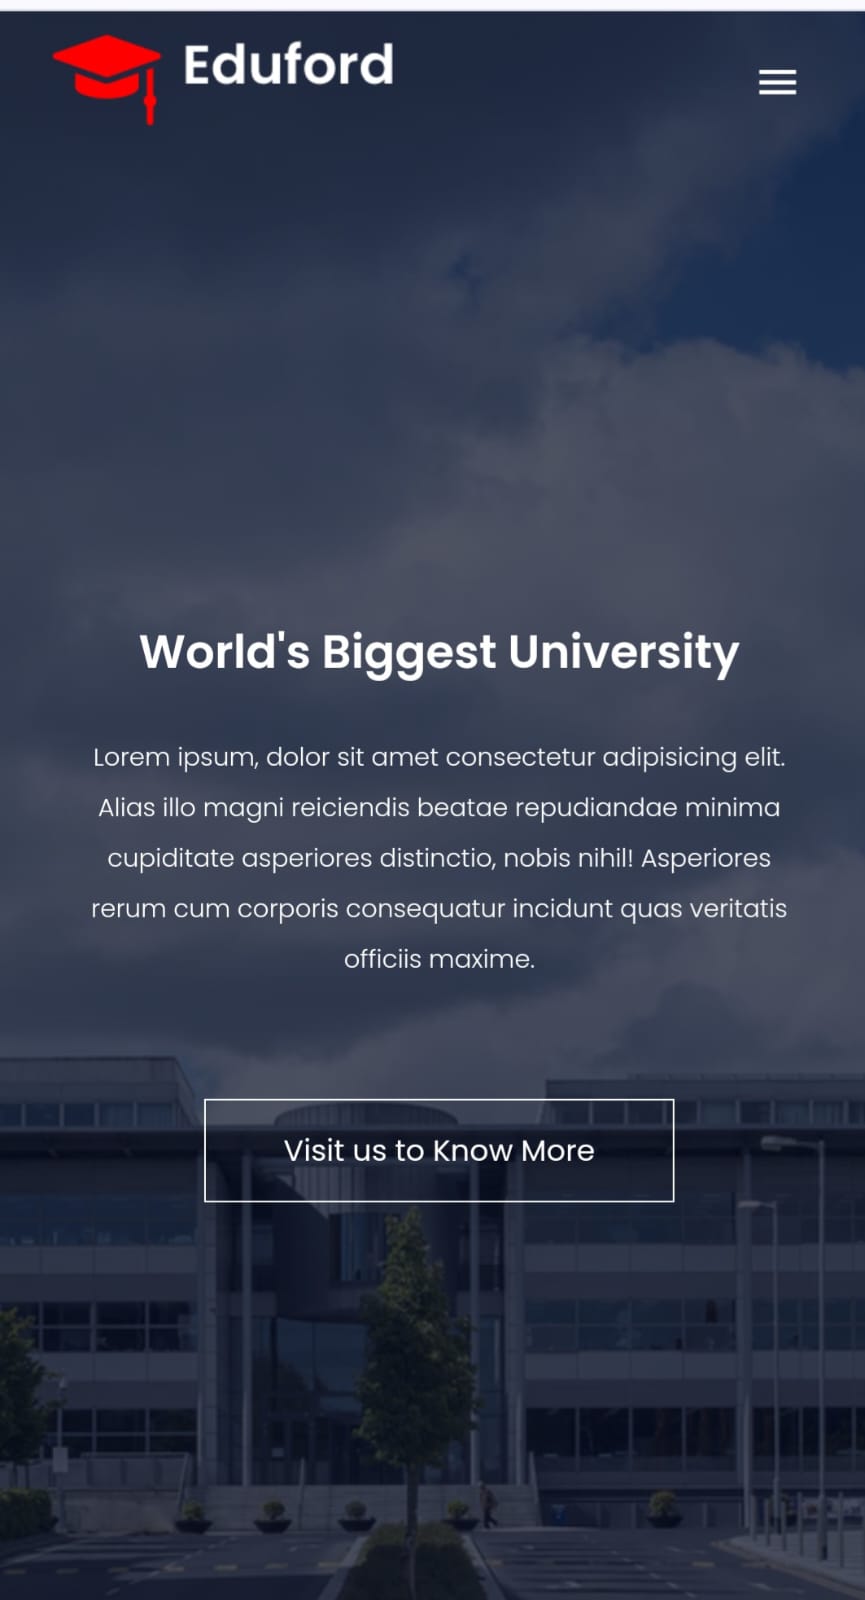 Eduford
World's Biggest University
Lorem ipsum, dolor sit amet consectetur adipisicing elit.
Alias illo magni reiciendis beatae repudiandae minima
cupiditate asperiores distinctio, nobis nihil! Asperiores
rerum cum corporis consequatur incidunt quas veritatis
officiis maxime.
Visit us to Know More